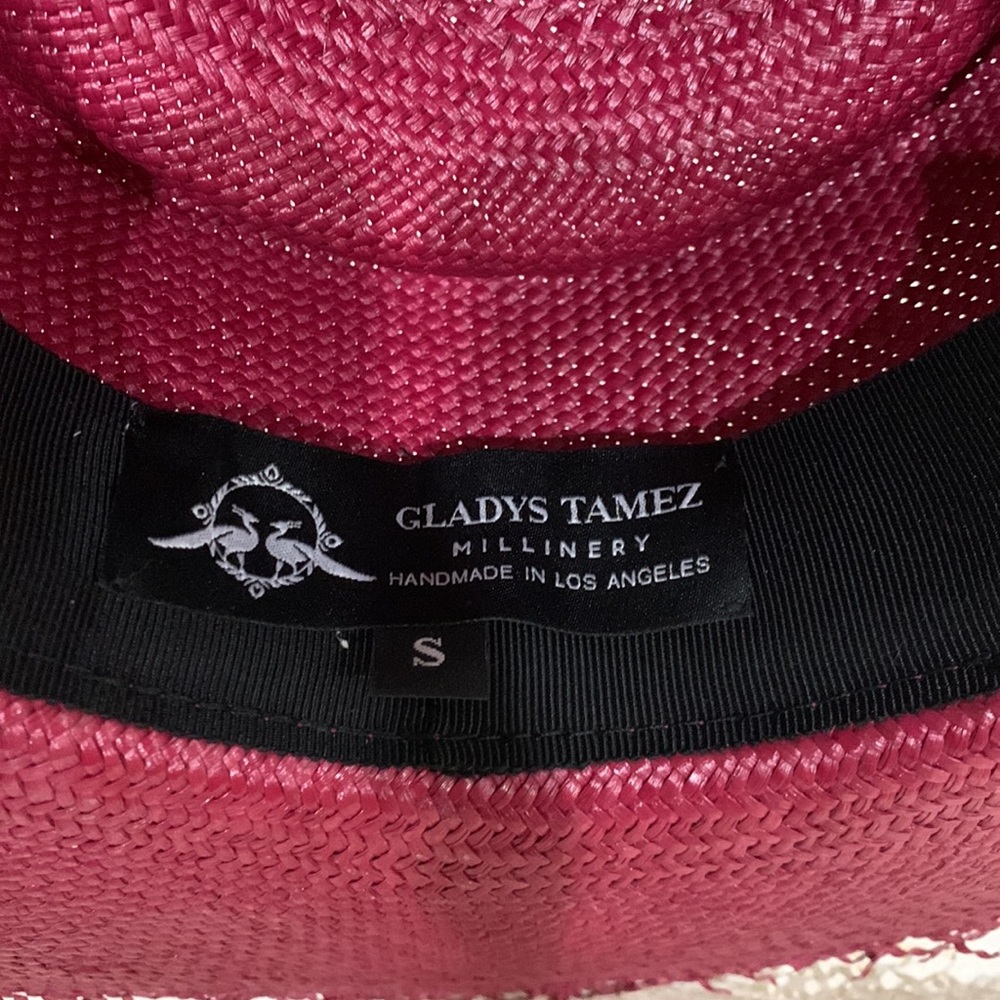 GLADYS TAMEZ
MILLINERY
HANDMADE IN LOS ANGELES
S